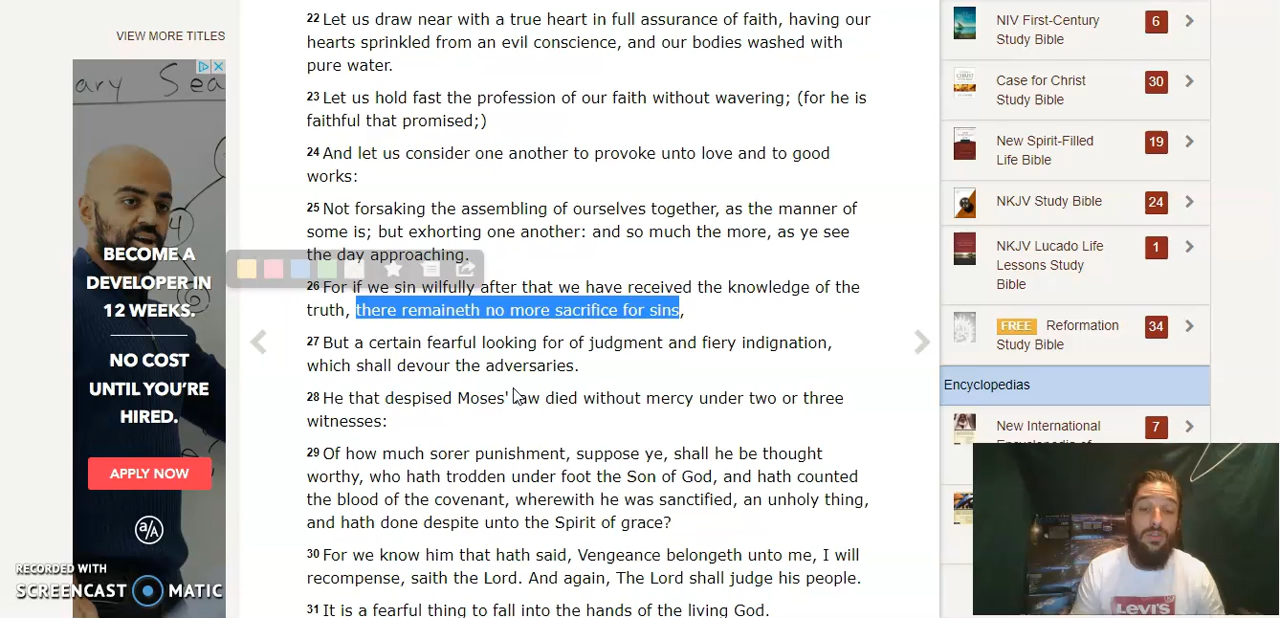 VIEW MORE TITLES
ary Sea
4
BECOME A
DEVELOPER IN
12 WEEKS.
NO COST
UNTIL YOU'RE
HIRED.
APPLY NOW
a/A
RECORDED WITH
SCREENCAST MATIC
22 Let us draw near with a true heart in full assurance of faith, having our
hearts sprinkled from an evil conscience, and our bodies washed with
pure water.
23 Let us hold fast the profession of our faith without wavering; (for he is
faithful that promised;)
24 And let us consider one another to provoke unto love and to good
works:
25 Not forsaking the assembling of ourselves together, as the manner of
some is; but exhorting one another: and so much the more, as ye see
the day approaching.
26 For if we sin wilfully after that we have received the knowledge of the
truth, there remaineth no more sacrifice for sins,
27 But a certain fearful looking for of judgment and fiery indignation,
which shall devour the adversaries.
28 He that despised Moses' law died without mercy under two or three
witnesses:
29 Of how much sorer punishment, suppose ye, shall he be thought
worthy, who hath trodden under foot the Son of God, and hath counted
the blood of the covenant, wherewith he was sanctified, an unholy thing,
and hath done despite unto the Spirit of grace?
30 For we know him that hath said, Vengeance belongeth unto me, I will
recompense, saith the Lord. And again, The Lord shall judge his people.
31 It is a fearful thing to fall into the hands of the living God.
NIV First-Century 6
Study Bible
Case for Christ 30
Study Bible
New Spirit-Filled 19
Life Bible
NKJV Study Bible 24
NKJV Lucado Life 1
Lessons Study
Bible
FREE Reformation 34
Study Bible
Encyclopedias
New International 7
Encyclopedia of
Levi's